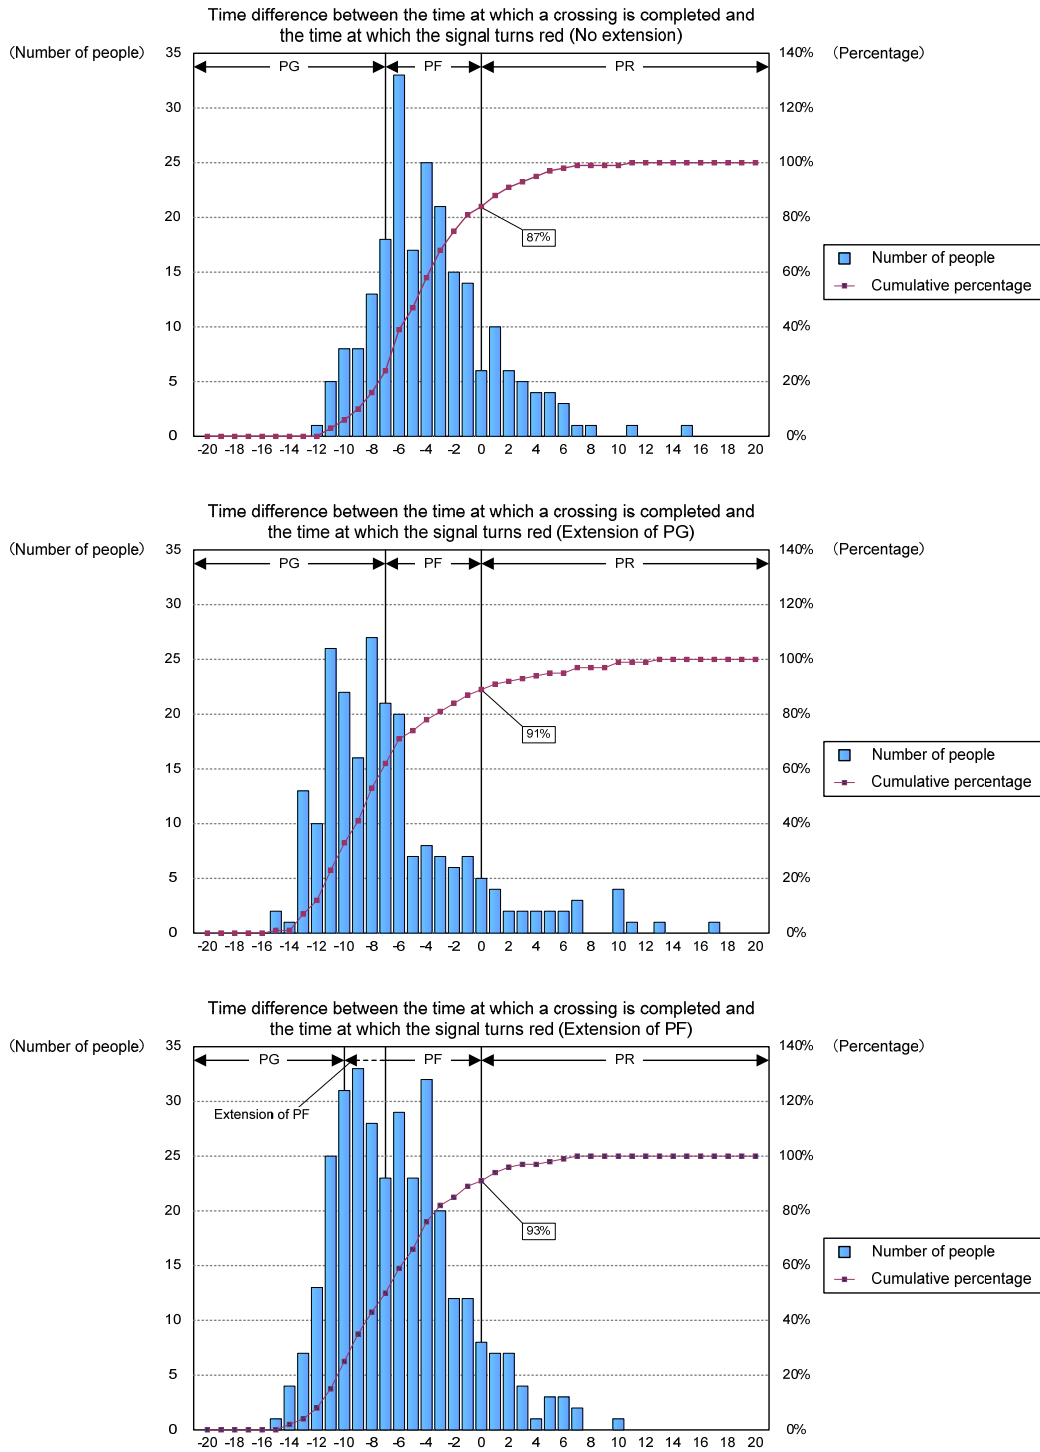 Time difference between the time at which a crossing is completed and
the time at which the signal turns red (No extension)
(Number of people)
(Percentage)
35
30
25
20
15
10
5
0
140%
120%
100%
80%
60%
40%
20%
0%
PG PF PR
87%
-20 -18 -16 -14 -12 -10 -8 -6 -4 -2 0 2 4 6 8 10 12 14 16 18 20
Number of people
Cumulative percentage
Time difference between the time at which a crossing is completed and
the time at which the signal turns red (Extension of PG)
(Number of people)
(Percentage)
35
30
25
20
15
10
5
0
140%
120%
100%
80%
60%
40%
20%
0%
PG PF PR
91%
-20 -18 -16 -14 -12 -10 -8 -6 -4 -2 0 2 4 6 8 10 12 14 16 18 20
Number of people
Cumulative percentage
Time difference between the time at which a crossing is completed and
the time at which the signal turns red (Extension of PF)
(Number of people)
(Percentage)
35
30
25
20
15
10
5
0
140%
120%
100%
80%
60%
40%
20%
0%
PG PF PR
Extension of PF
93%
-20 -18 -16 -14 -12 -10 -8 -6 -4 -2 0 2 4 6 8 10 12 14 16 18 20
Number of people
Cumulative percentage